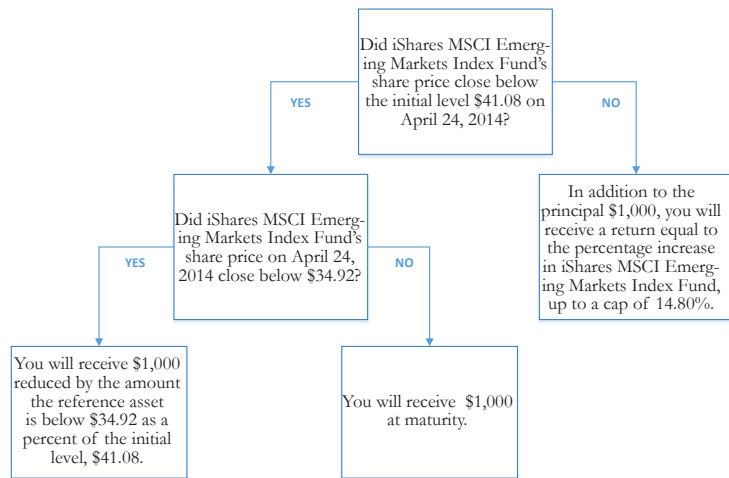 Did iShares MSCI Emerg-
ing Markets Index Fund's
share price close below
the initial level $41.08 on
April 24, 2014?
YES
NO
Did iShares MSCI Emerg-
ing Markets Index Fund's
share price on April 24,
2014 close below $34.92?
In addition to the
principal $1,000, you will
receive a return equal to
the percentage increase
in iShares MSCI Emerg-
ing Markets Index Fund,
up to a cap of 14.80%.
YES
NO
You will receive $1,000
reduced by the amount
the reference asset
is below $34.92 as a
percent of the initial
level, $41.08.
You will receive $1,000
at maturity.